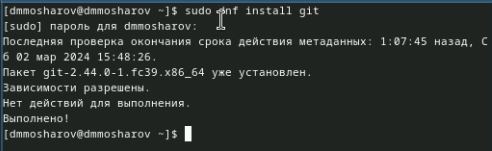 [dmmosharov@dmmosharov ~]$ sudo dnf install git
[sudo] пароль для dmmosharov:
Последняя проверка окончания срока действия метаданных: 1:07:45 назад, С
б 02 мар 2024 15:48:26.
Пакет git-2.44.0-1.fc39.x86_64 уже установлен.
Зависимости разрешены.
Нет действий для выполнения.
Выполнено!
[dmmosharov@dmmosharov ~]$